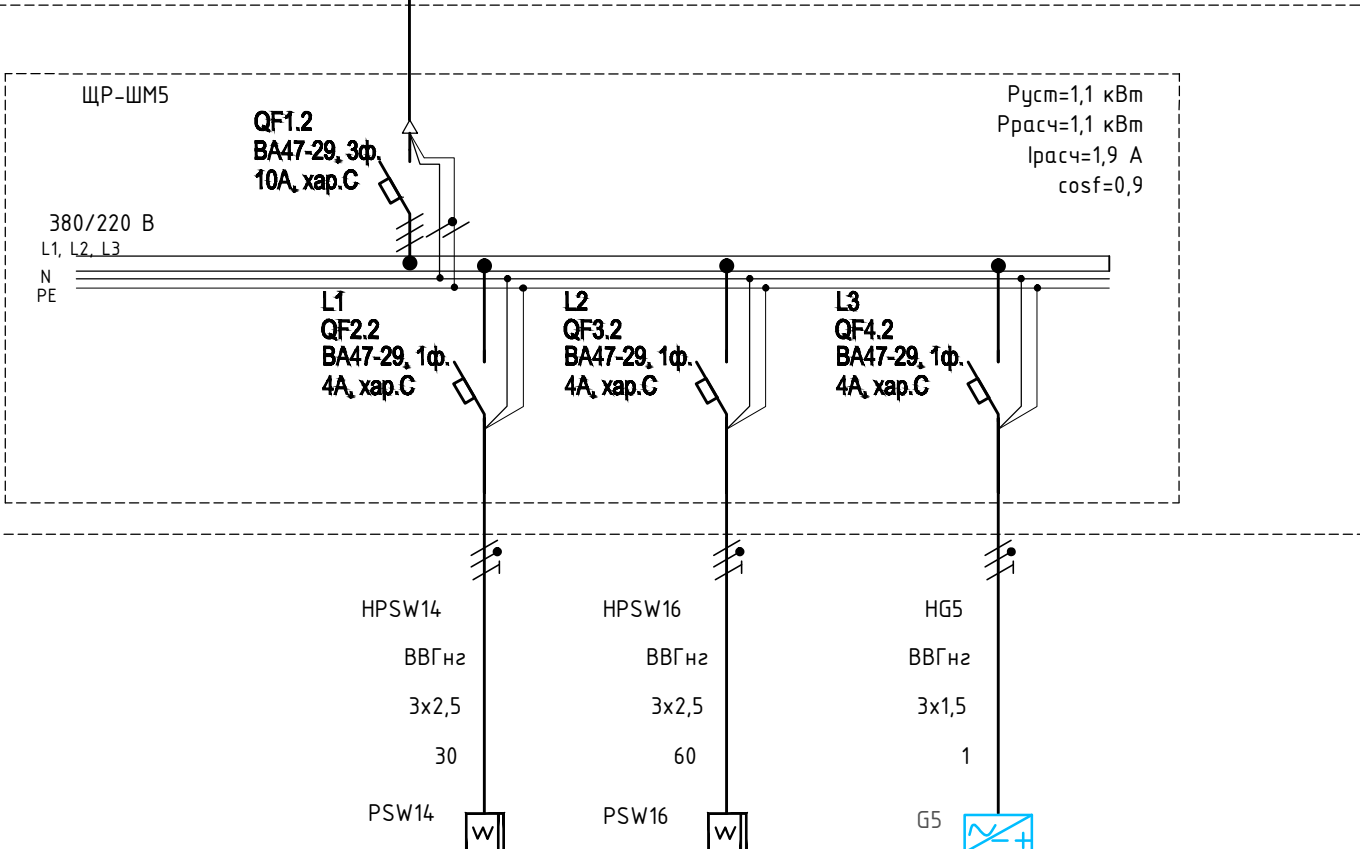 ЩР-ШМ5
Руст=1,1 кВт
Ррасч=1,1 кВт
Iрасч=1,9 А
cosf=0,9
QF1.2
ВА47-29, 3ф.
10А, хар.С
380/220 В
L1, L2, L3
N
PE
L1
QF2.2
ВА47-29, 1ф.
4А, хар.С
L2
QF3.2
ВА47-29, 1ф.
4А, хар.С
L3
QF4.2
ВА47-29, 1ф.
4А, хар.С
HPSW14
ВВГнг
3х2,5
30
PSW14
W
HPSW16
ВВГнг
3х2,5
60
PSW16
W
HG5
ВВГнг
3х1,5
1
G5